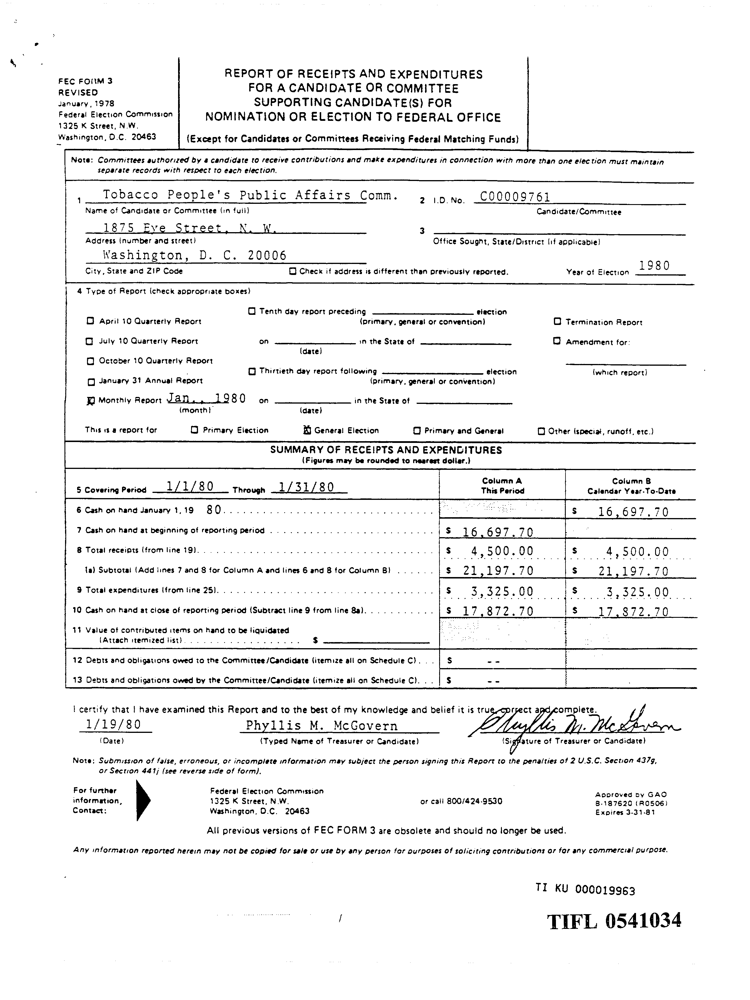 FEC FORM 3
REVISED
January, 1978
Federal Election Commission
1325 K Street, N.W.
Washington, D.C. 20463
REPORT OF RECEIPTS AND EXPENDITURES
FOR A CANDIDATE OR COMMITTEE
SUPPORTING CANDIDATE(S) FOR
NOMINATION OR ELECTION TO FEDERAL OFFICE
(Except for Candidates or Committees Receiving Federal Matching Funds)
Note: Committees authorized by a candidate to receive contributions and make expenditures in connection with more than one election must maintain
separate records with respect to each election.
1 Tobacco People's Public Affairs Comm. 2 I.D. No. C00009761
Name of Candidate or Committee (in full) Candidate/Committee
1875 Eye Street, N. W. 3
Address (number and street) Office Sought, State/District (if applicable)
Washington, D. C. 20006
City, State and ZIP Code ☐ Check if address is different than previously reported. Year of Election 1980
4 Type of Report (check appropriate boxes)
☐ Tenth day report preceding ____ election
☐ April 10 Quarterly Report (primary, general or convention) ☐ Termination Report
☐ July 10 Quarterly Report on ____ in the State of ____ ☐ Amendment for:
(date)
☐ October 10 Quarterly Report
☐ Thirtieth day report following ____ election (which report)
☐ January 31 Annual Report (primary, general or convention)
☒ Monthly Report Jan., 1980 on ____ in the State of ____
(month) (date)
This is a report for ☐ Primary Election ☒ General Election ☐ Primary and General ☐ Other (special, runoff, etc.)
SUMMARY OF RECEIPTS AND EXPENDITURES
(Figures may be rounded to nearest dollar.)
5 Covering Period 1/1/80 Through 1/31/80 Column A This Period Column B Calendar Year-To-Date
6 Cash on hand January 1, 19 80 $ 16,697.70
7 Cash on hand at beginning of reporting period $ 16,697.70
8 Total receipts (from line 19) $ 4,500.00 $ 4,500.00
(a) Subtotal (Add lines 7 and 8 for Column A and lines 6 and 8 for Column B) $ 21,197.70 $ 21,197.70
9 Total expenditures (from line 25) $ 3,325.00 $ 3,325.00
10 Cash on hand at close of reporting period (Subtract line 9 from line 8a) $ 17,872.70 $ 17,872.70
11 Value of contributed items on hand to be liquidated
(Attach itemized list) $ ____
12 Debts and obligations owed to the Committee/Candidate (itemize all on Schedule C) $ --
13 Debts and obligations owed by the Committee/Candidate (itemize all on Schedule C) $ --
I certify that I have examined this Report and to the best of my knowledge and belief it is true, correct and complete.
1/19/80 Phyllis M. McGovern Phyllis M. McGovern
(Date) (Typed Name of Treasurer or Candidate) (Signature of Treasurer or Candidate)
Note: Submission of false, erroneous, or incomplete information may subject the person signing this Report to the penalties of 2 U.S.C. Section 437g,
or Section 441j (see reverse side of form).
For further
information,
Contact:
Federal Election Commission
1325 K Street, N.W.
Washington, D.C. 20463
or call 800/424-9530
Approved by GAO
B-187620 (R0506)
Expires 3-31-81
All previous versions of FEC FORM 3 are obsolete and should no longer be used.
Any information reported herein may not be copied for sale or use by any person for purposes of soliciting contributions or for any commercial purpose.
TI KU 000019963
TIFL 0541034